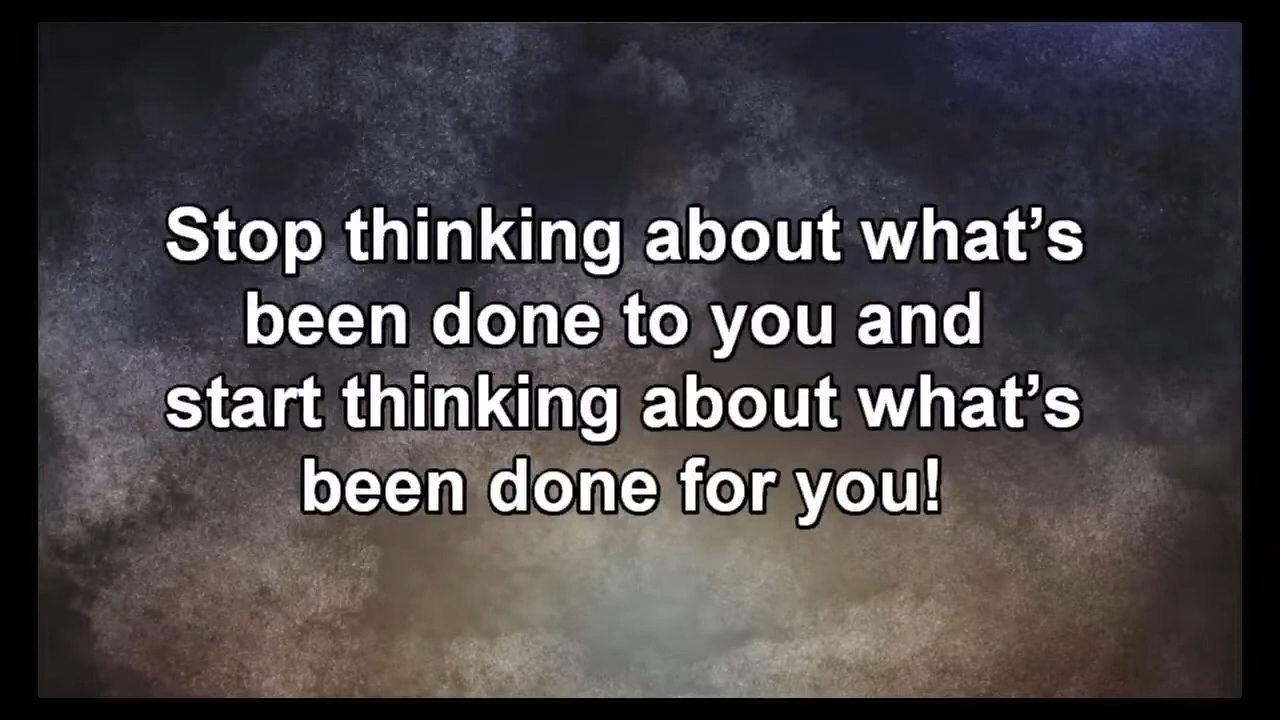 Stop thinking about what’s
been done to you and
start thinking about what’s
been done for you!